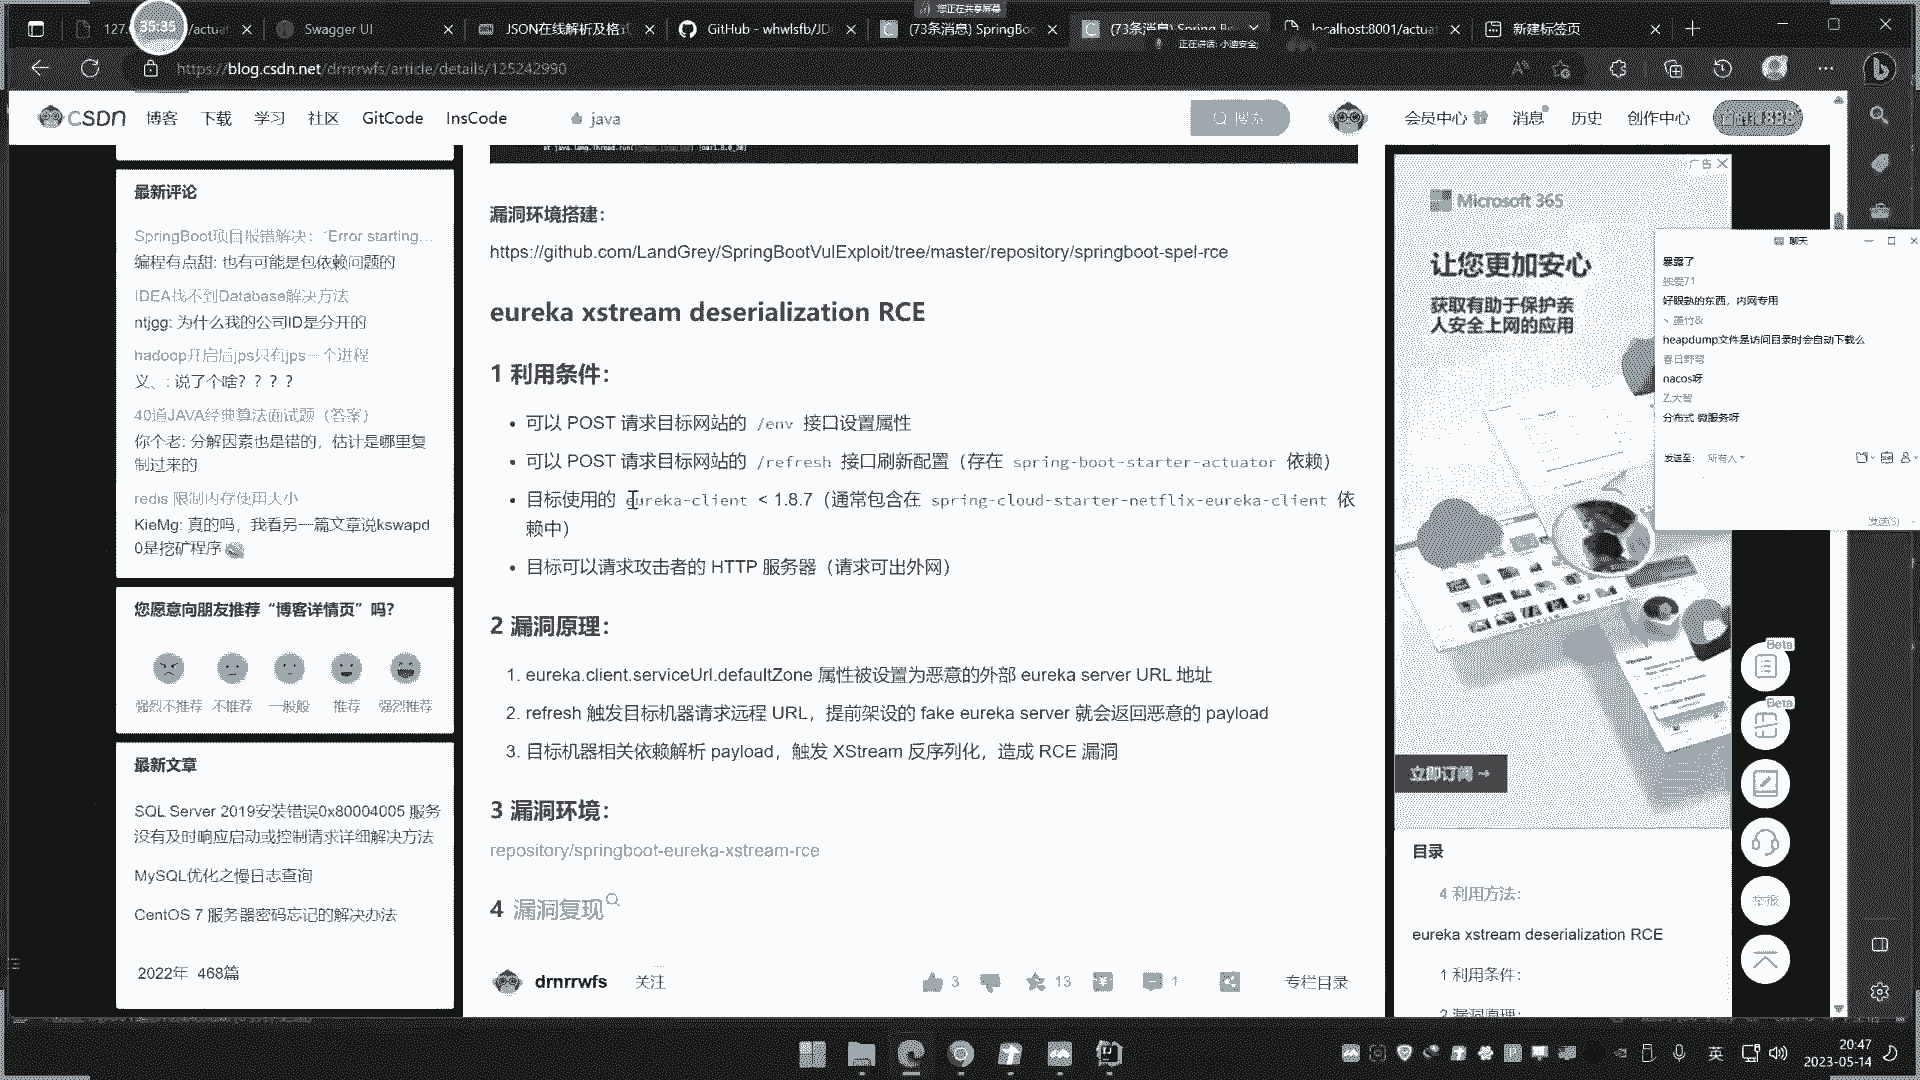 您正在共享屏幕
35:35
Swagger UI
JSON在线解析及格式
GitHub - whwlsfb/JD
(73条消息) SpringBo
(73条消息) Spring B
localhost:8001/actuat
新建标签页
正在讲话: 小迪安全
https://blog.csdn.net/drnrrwfs/article/details/125242990
CSDN 博客 下载 学习 社区 GitCode InsCode java 搜索 会员中心 消息 历史 创作中心
最新评论
SpringBoot项目报错解决：`Error starting...
编程有点甜: 也有可能是包依赖问题的
IDEA找不到Database解决方法
ntjgg: 为什么我的公司ID是分开的
hadoop开启后jps只有jps一个进程
义、: 说了个啥？？？？
40道JAVA经典算法面试题（答案）
你个老: 分解因素也是错的，估计是哪里复
制过来的
redis 限制内存使用大小
KieMg: 真的吗，我看另一篇文章说kswapd
0是挖矿程序
您愿意向朋友推荐“博客详情页”吗？
强烈不推荐 不推荐 一般般 推荐 强烈推荐
最新文章
SQL Server 2019安装错误0x80004005 服务
没有及时响应启动或控制请求详细解决方法
MySQL优化之慢日志查询
CentOS 7 服务器密码忘记的解决办法
2022年 468篇
漏洞环境搭建：
https://github.com/LandGrey/SpringBootVulExploit/tree/master/repository/springboot-spel-rce
eureka xstream deserialization RCE
1 利用条件：
可以 POST 请求目标网站的 /env 接口设置属性
可以 POST 请求目标网站的 /refresh 接口刷新配置（存在 spring-boot-starter-actuator 依赖）
目标使用的 eureka-client < 1.8.7（通常包含在 spring-cloud-starter-netflix-eureka-client 依
赖中）
目标可以请求攻击者的 HTTP 服务器（请求可出外网）
2 漏洞原理：
1. eureka.client.serviceUrl.defaultZone 属性被设置为恶意的外部 eureka server URL 地址
2. refresh 触发目标机器请求远程 URL，提前架设的 fake eureka server 就会返回恶意的 payload
3. 目标机器相关依赖解析 payload，触发 XStream 反序列化，造成 RCE 漏洞
3 漏洞环境：
repository/springboot-eureka-xstream-rce
4 漏洞复现
drnrrwfs 关注 3 13 1 专栏目录
广告
Microsoft 365
让您更加安心
获取有助于保护亲
人安全上网的应用
立即订阅 →
目录
4 利用方法：
eureka xstream deserialization RCE
1 利用条件：
2 漏洞原理：
聊天
暴露了
独爱71
好眼熟的东西，内网专用
丶墨竹&
heapdump文件是访问目录时会自动下载么
春日野穹
nacos呀
Z.大智
分布式 微服务呀
发送至： 所有人
发送(S)
Beta
Beta
举报
英
20:47
2023-05-14